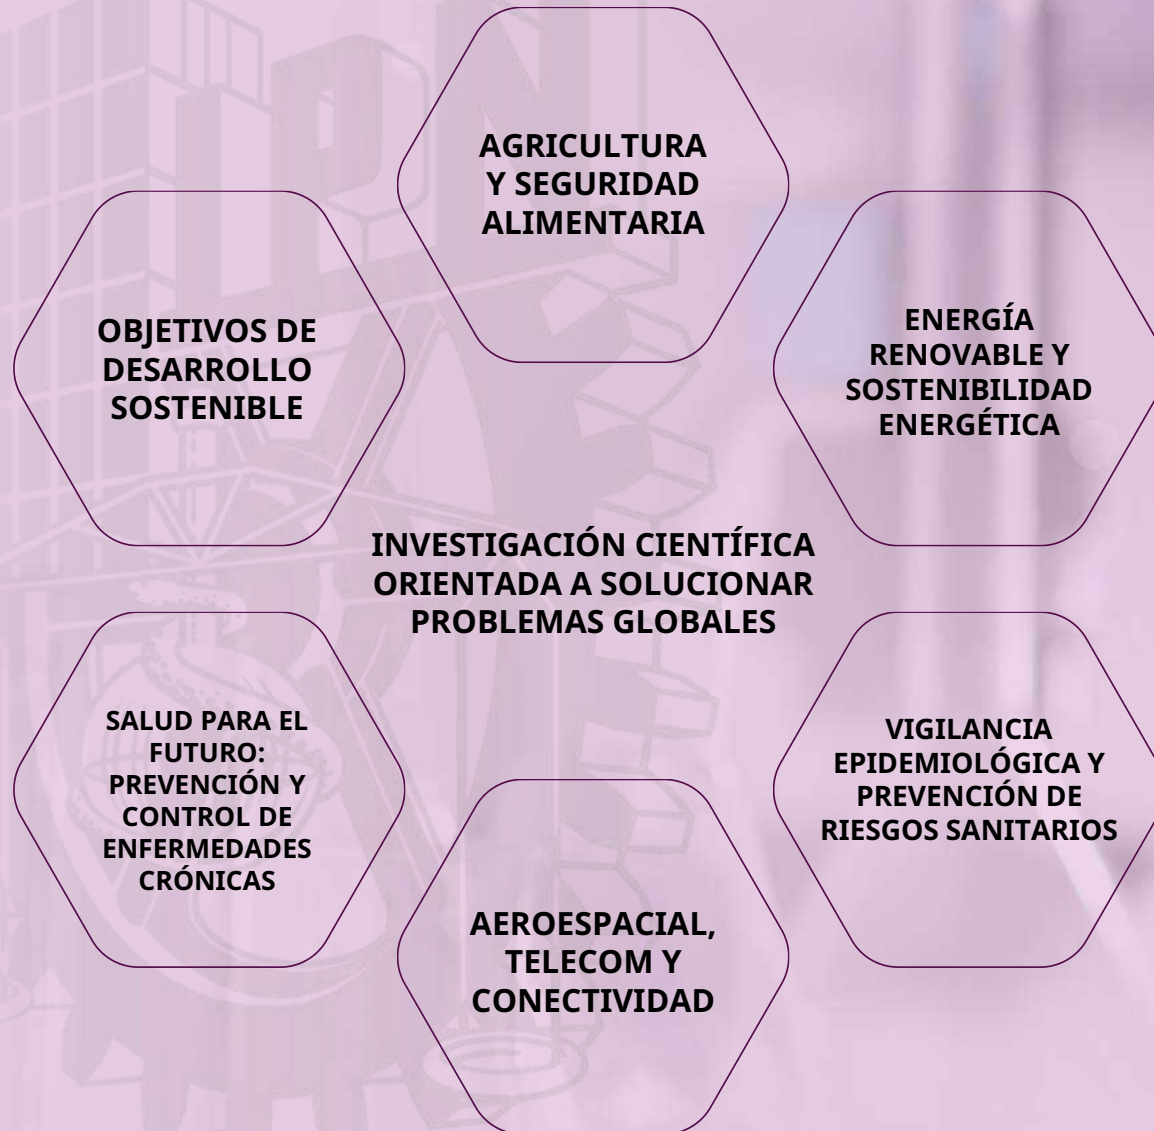 AGRICULTURA
Y SEGURIDAD
ALIMENTARIA
OBJETIVOS DE
DESARROLLO
SOSTENIBLE
ENERGÍA
RENOVABLE Y
SOSTENIBILIDAD
ENERGÉTICA
INVESTIGACIÓN CIENTÍFICA
ORIENTADA A SOLUCIONAR
PROBLEMAS GLOBALES
SALUD PARA EL
FUTURO:
PREVENCIÓN Y
CONTROL DE
ENFERMEDADES
CRÓNICAS
VIGILANCIA
EPIDEMIOLÓGICA Y
PREVENCIÓN DE
RIESGOS SANITARIOS
AEROESPACIAL,
TELECOM Y
CONECTIVIDAD